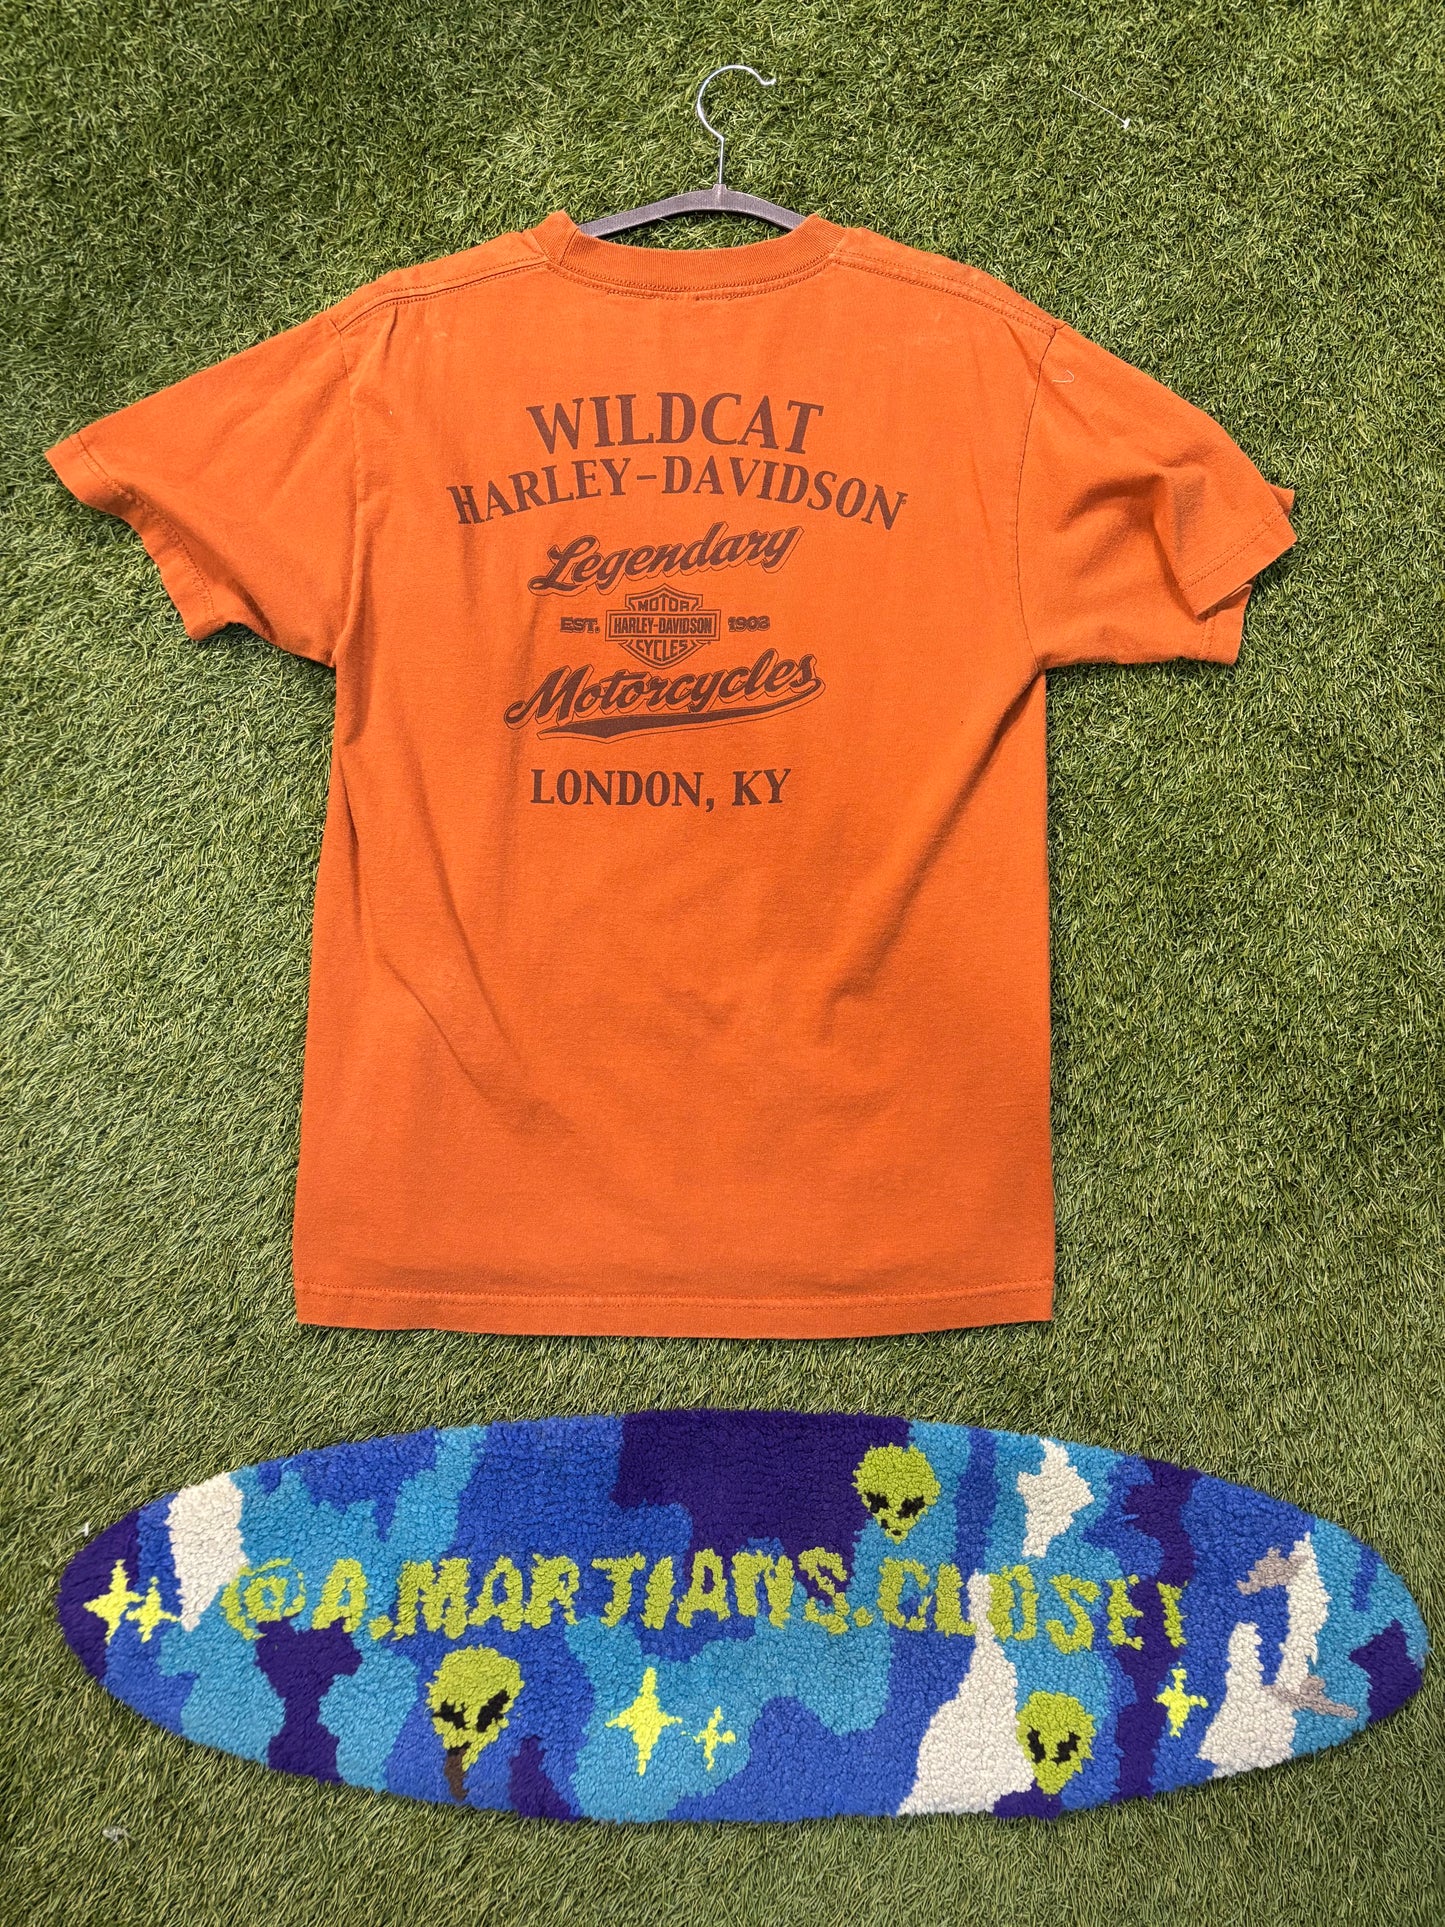 WILDCAT
HARLEY-DAVIDSON®
Legendary
MOTOR
EST. HARLEY-DAVIDSON 1903
CYCLES
Motorcycles
LONDON, KY
@A.MARTIANS.CLOSET